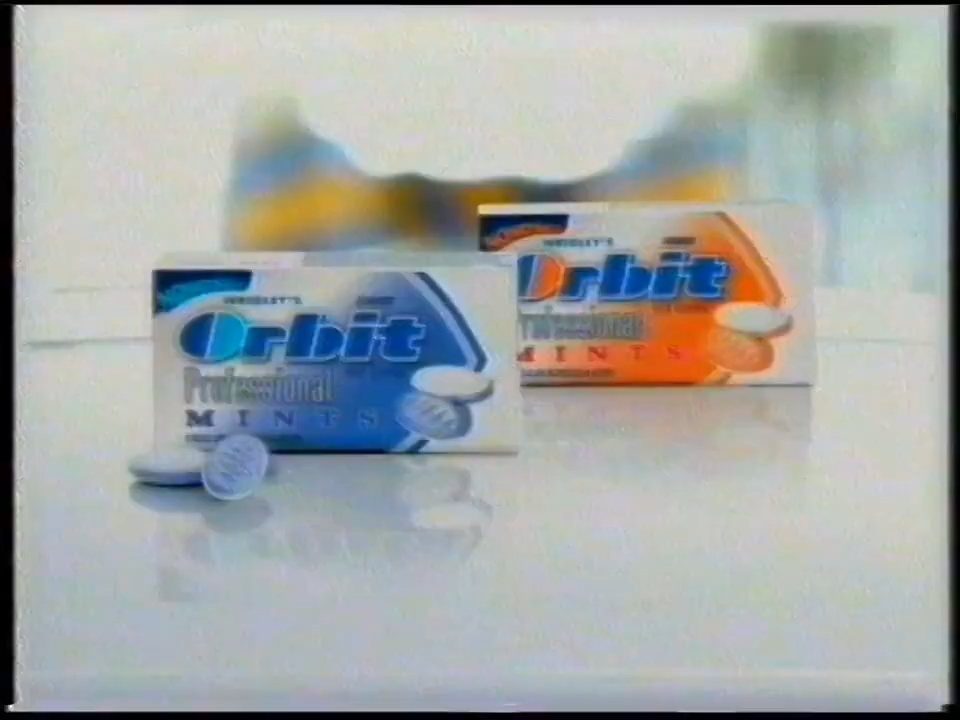 WRIGLEY'S
Orbit
Professional
MINTS
WRIGLEY'S
Orbit
Professional
MINTS